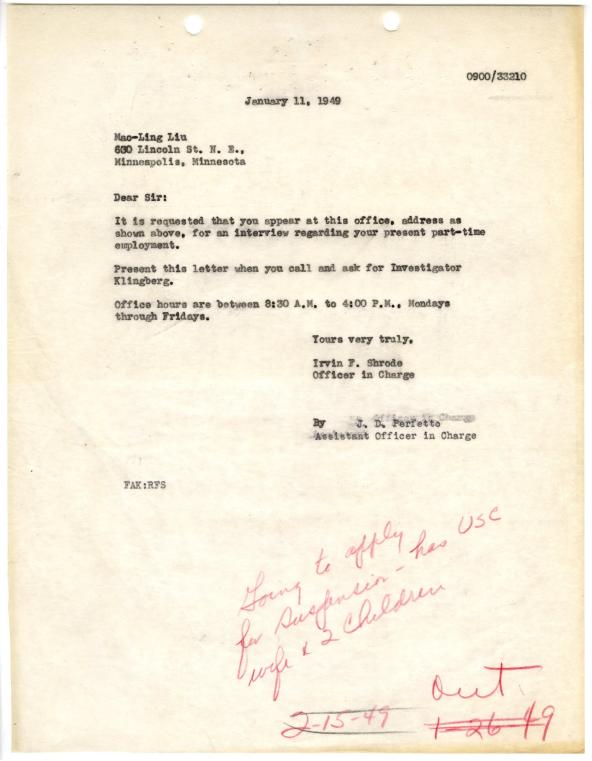 0900/33210
January 11, 1949
Mao-Ling Liu
630 Lincoln St. N. E.,
Minneapolis, Minnesota
Dear Sir:
It is requested that you appear at this office, address as
shown above, for an interview regarding your present part-time
employment.
Present this letter when you call and ask for Investigator
Klingberg.
Office hours are between 8:30 A.M. to 4:00 P.M., Mondays
through Fridays.
Yours very truly,
Irvin F. Shrode
Officer in Charge
Officer in Charge
By J. D. Perfetto
Assistant Officer in Charge
FAK:RFS
Going to apply
for Suspension - has USC
wife & 2 Children
Out.
2-15-49 1-26-49